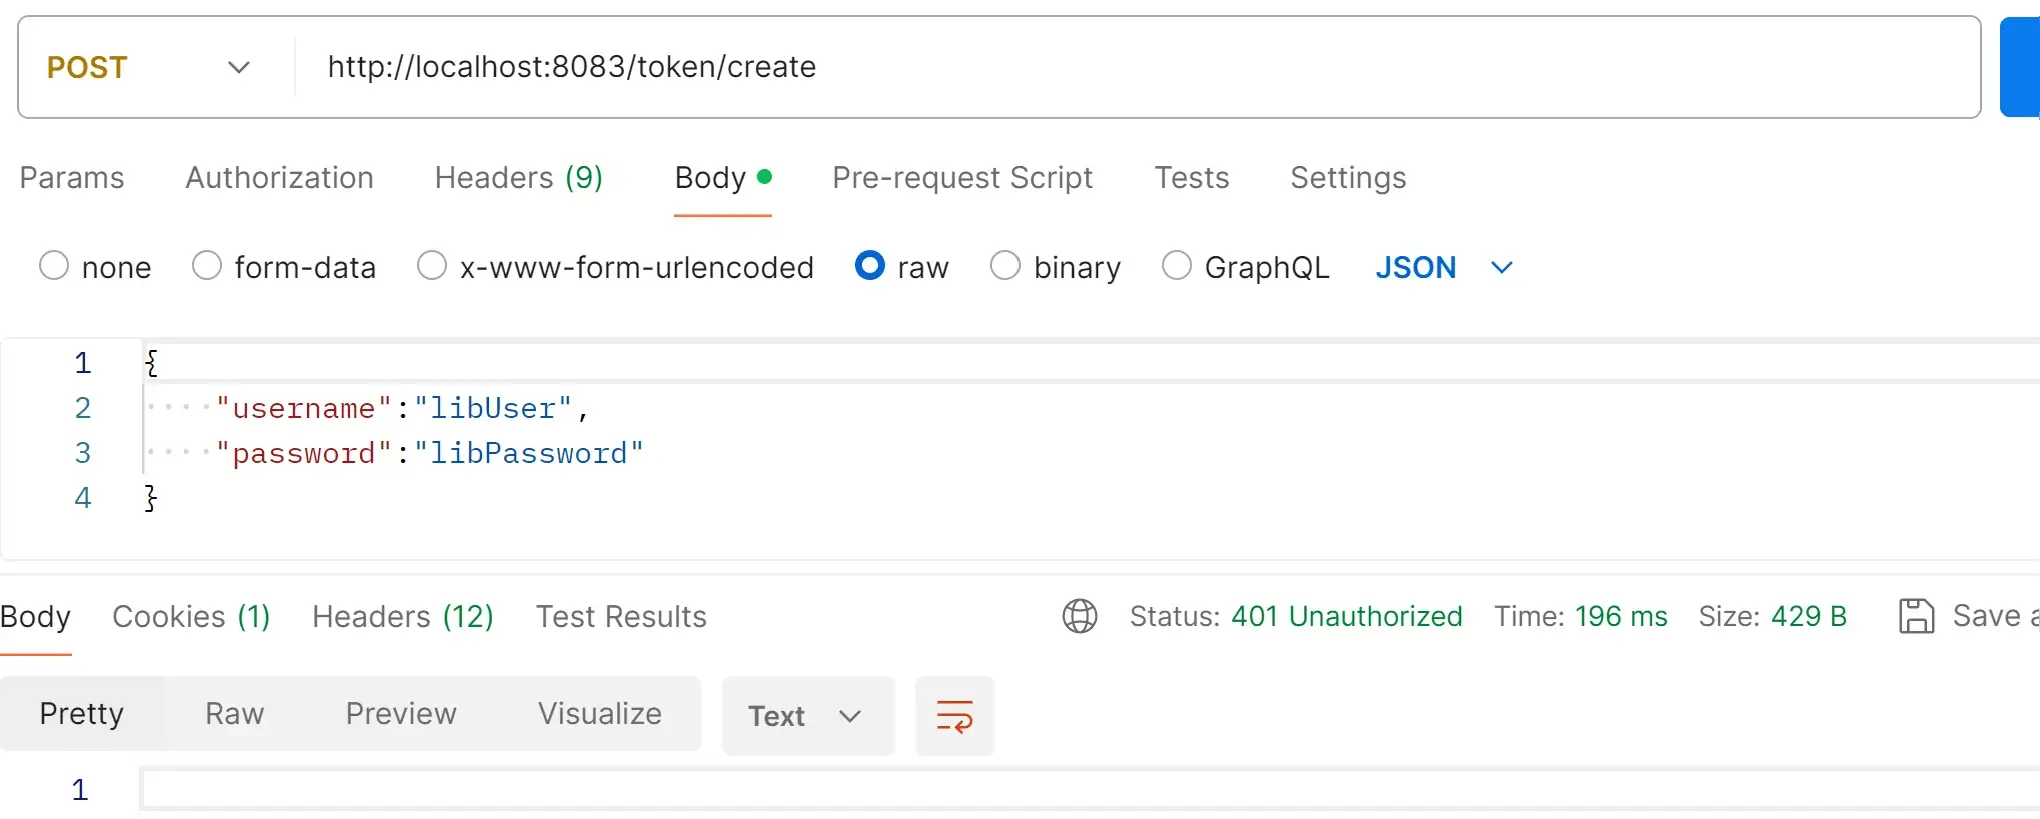 POST http://localhost:8083/token/create
Params Authorization Headers (9) Body Pre-request Script Tests Settings
none form-data x-www-form-urlencoded raw binary GraphQL JSON
1 {
2 "username":"libUser",
3 "password":"libPassword"
4 }
Body Cookies (1) Headers (12) Test Results Status: 401 Unauthorized Time: 196 ms Size: 429 B Save
Pretty Raw Preview Visualize Text
1